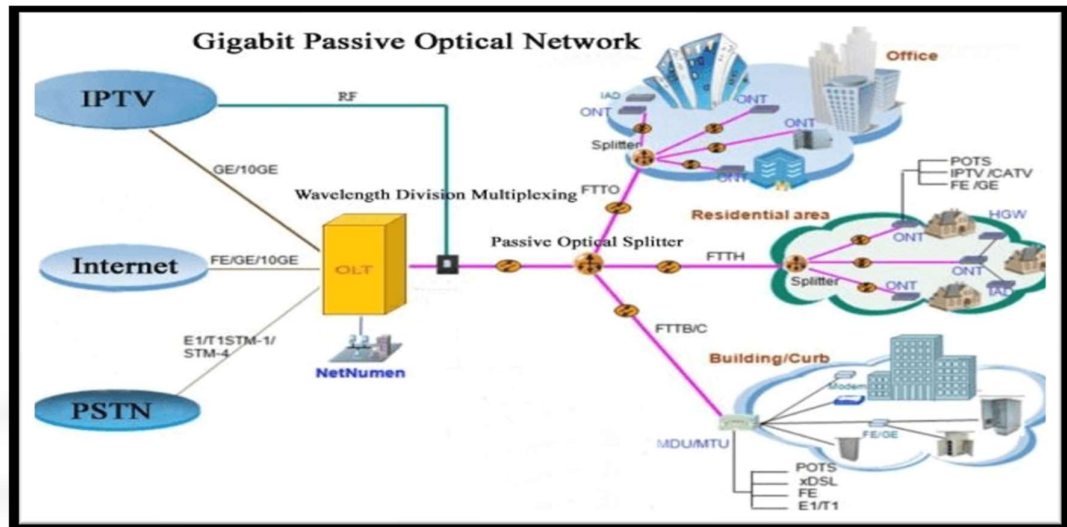 Gigabit Passive Optical Network
IPTV
RF
GE/10GE
Wavelength Division Multiplexing
Internet
FE/GE/10GE
OLT
E1/T1STM-1/
STM-4
NetNumen
PSTN
Passive Optical Splitter
FTTO
FTTH
FTTB/C
Office
IAD
ONT
ONT
ONT
Splitter
ONT
POTS
IPTV/CATV
FE/GE
Residential area
HGW
ONT
ONT
Splitter
ONT
IAD
Building/Curb
Modem
FE/GE
MDU/MTU
POTS
xDSL
FE
E1/T1